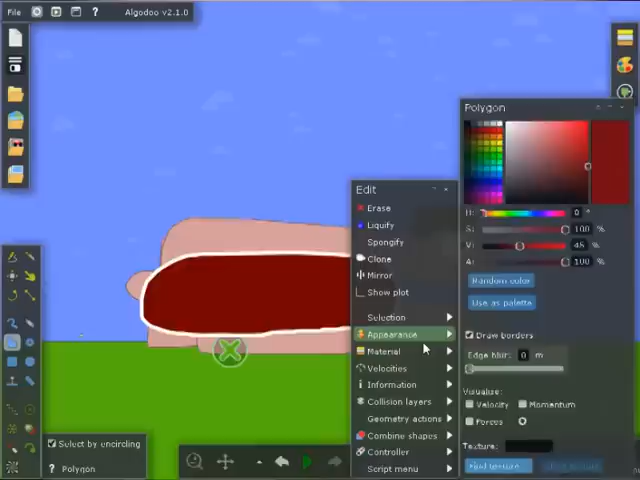 File
?
Algodoo v2.1.0
Polygon
H: 0 °
S: 100 %
V: 45 %
A: 100 %
Random color
Use as palette
Draw borders
Edge blur: 0 m
Visualise:
Velocity
Momentum
Forces
Texture:
Find texture
Edit
Erase
Liquify
Spongify
Clone
Mirror
Show plot
Selection
Appearance
Material
Velocities
Information
Collision layers
Geometry actions
Combine shapes
Controller
Script menu
Select by encircling
? Polygon